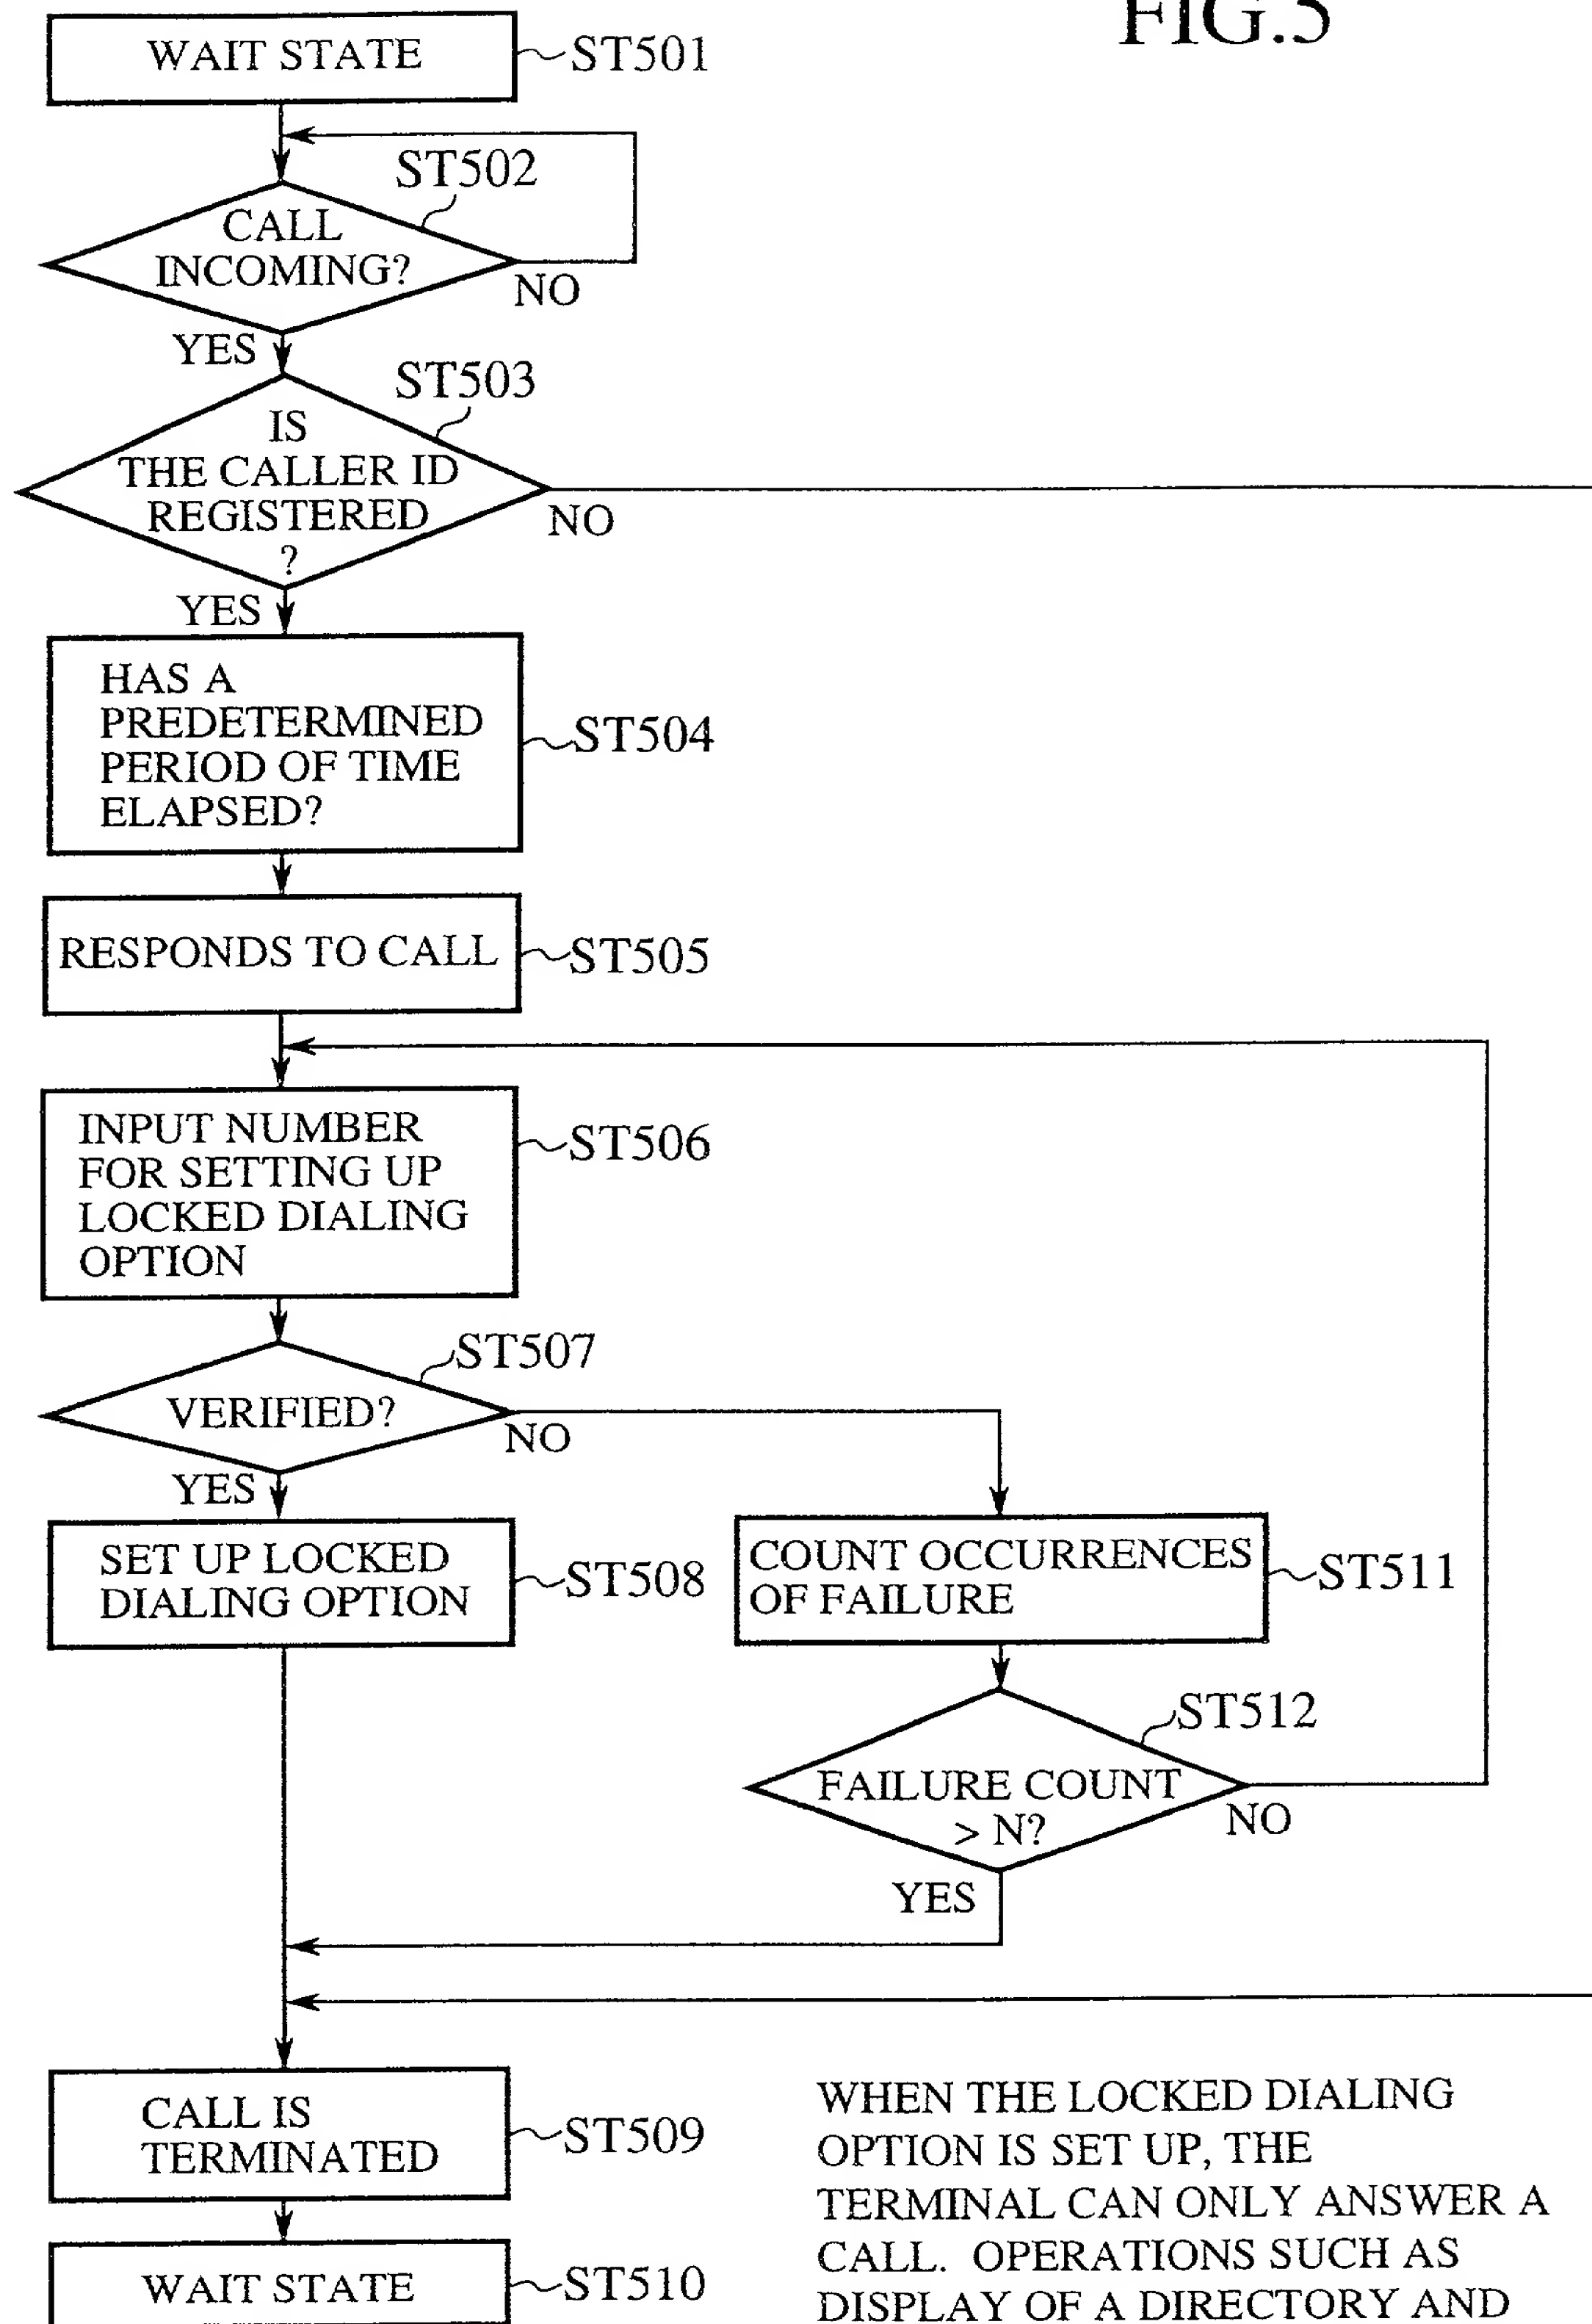 FIG.5
WAIT STATE
ST501
ST502
CALL
INCOMING?
NO
YES
ST503
IS
THE CALLER ID
REGISTERED
?
NO
YES
HAS A
PREDETERMINED
PERIOD OF TIME
ELAPSED?
ST504
RESPONDS TO CALL
ST505
INPUT NUMBER
FOR SETTING UP
LOCKED DIALING
OPTION
ST506
ST507
VERIFIED?
NO
YES
SET UP LOCKED
DIALING OPTION
ST508
COUNT OCCURRENCES
OF FAILURE
ST511
ST512
FAILURE COUNT
> N?
NO
YES
CALL IS
TERMINATED
ST509
WAIT STATE
ST510
WHEN THE LOCKED DIALING
OPTION IS SET UP, THE
TERMINAL CAN ONLY ANSWER A
CALL. OPERATIONS SUCH AS
DISPLAY OF A DIRECTORY AND